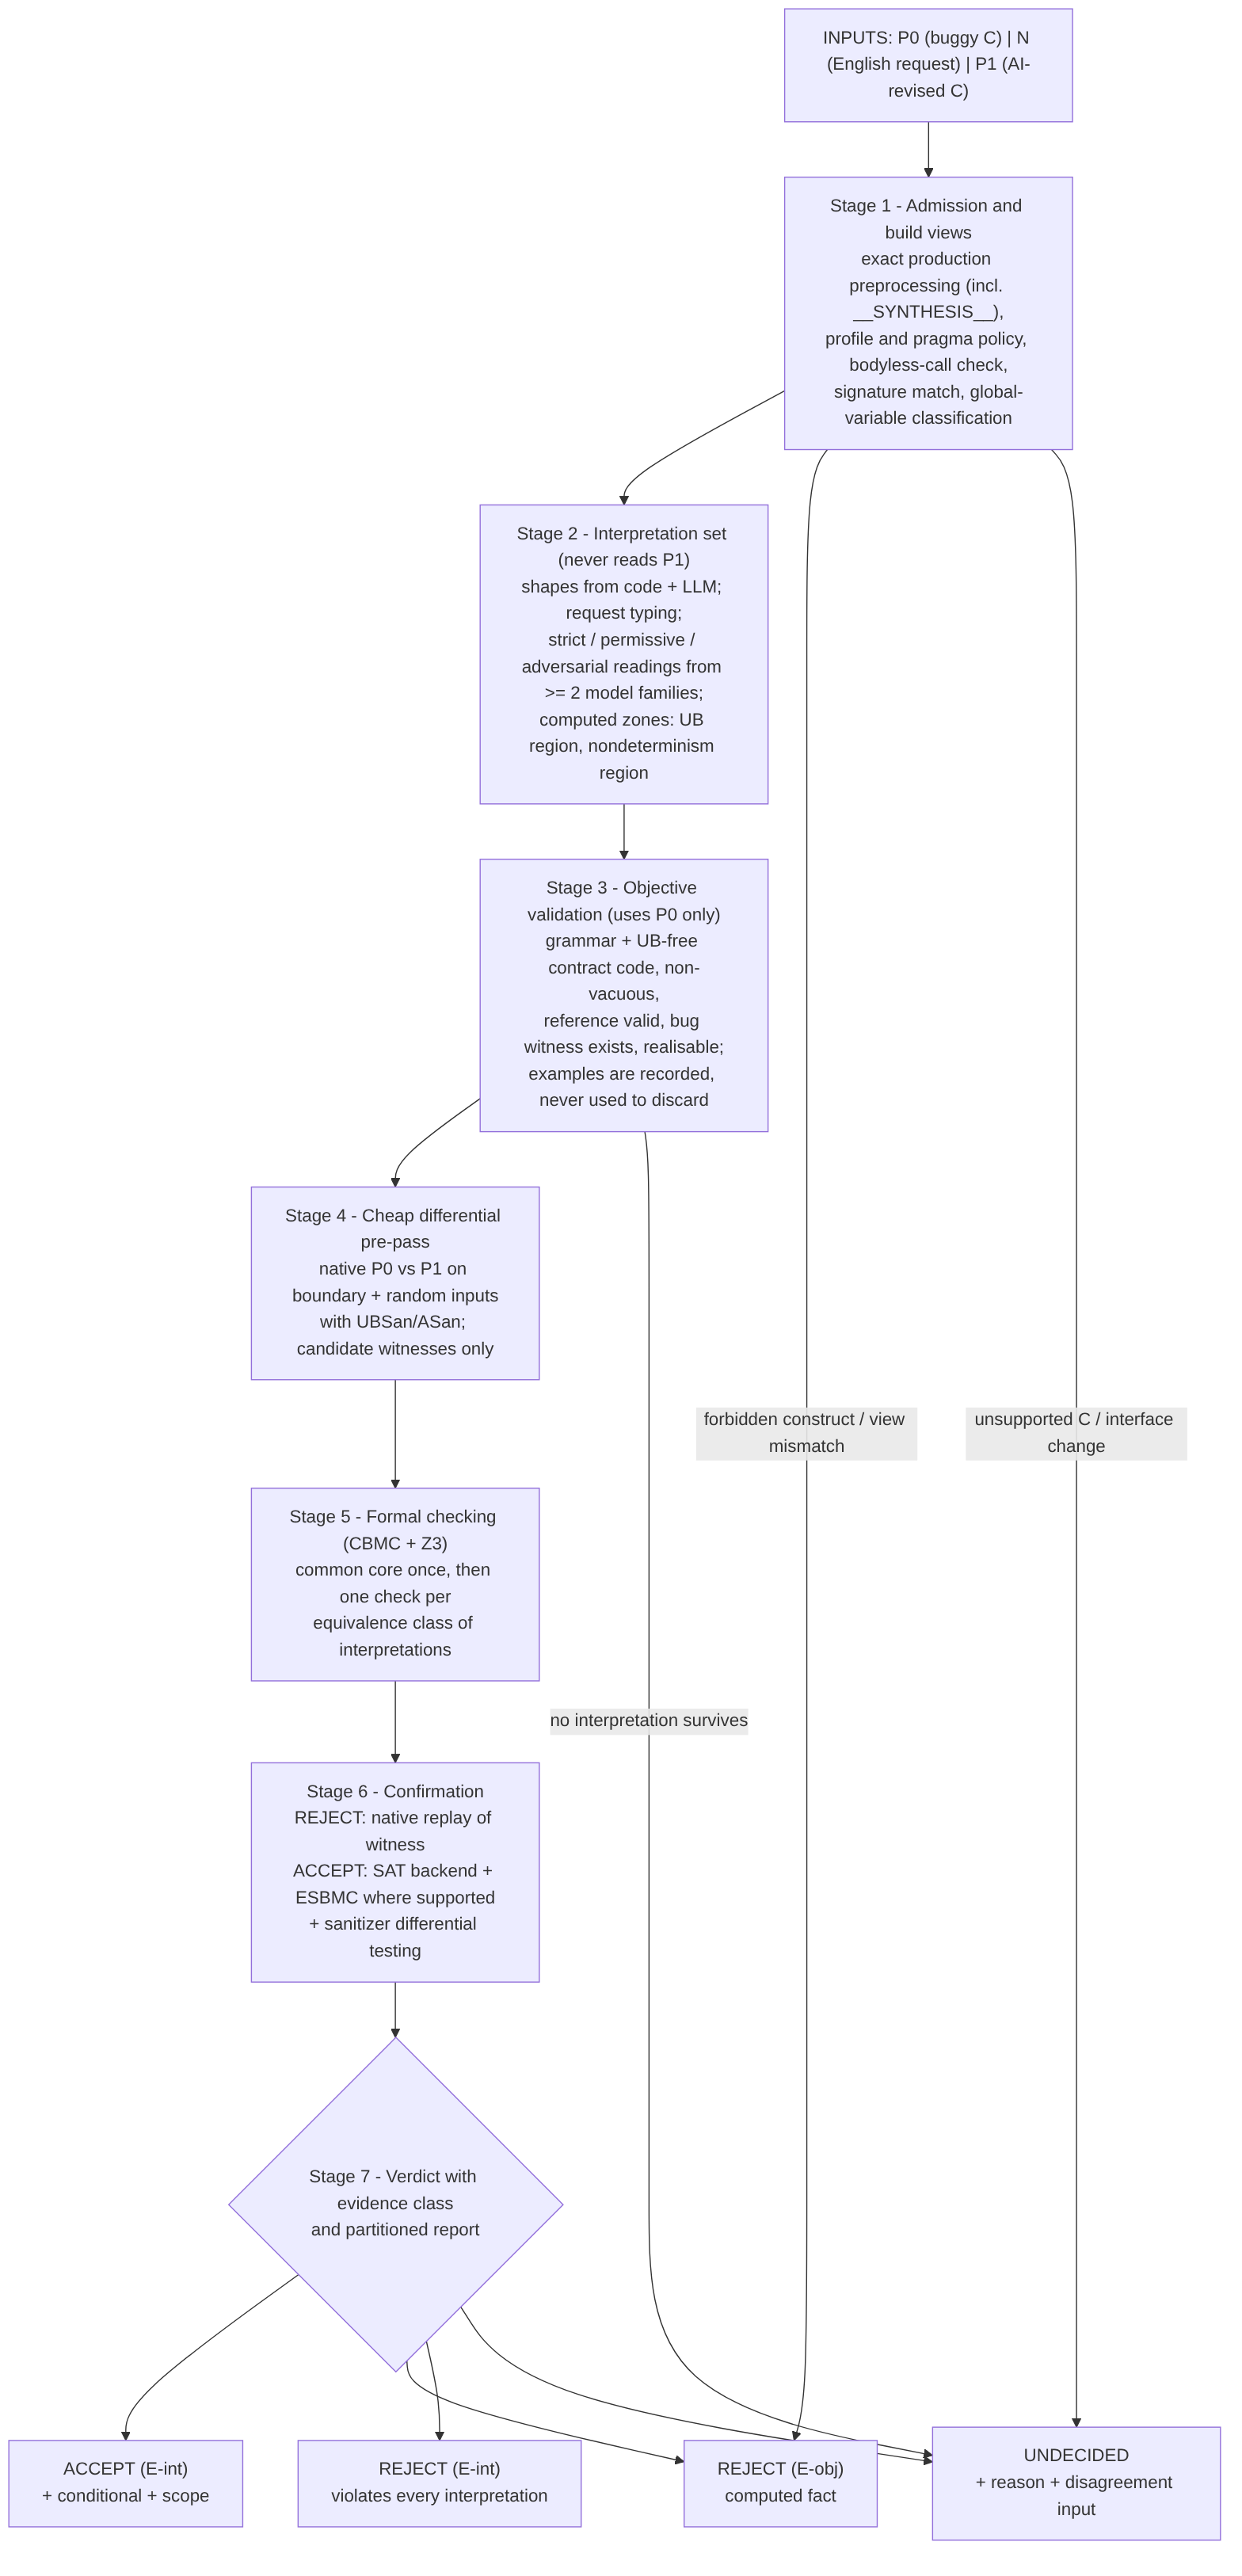 INPUTS: P0 (buggy C) | N
(English request) | P1 (AI-
revised C)
Stage 1 - Admission and
build views
exact production
preprocessing (incl.
__SYNTHESIS__),
profile and pragma policy,
bodyless-call check,
signature match, global-
variable classification
Stage 2 - Interpretation set
(never reads P1)
shapes from code + LLM;
request typing;
strict / permissive /
adversarial readings from
>= 2 model families;
computed zones: UB
region, nondeterminism
region
Stage 3 - Objective
validation (uses P0 only)
grammar + UB-free
contract code, non-
vacuous,
reference valid, bug
witness exists, realisable;
examples are recorded,
never used to discard
Stage 4 - Cheap differential
pre-pass
native P0 vs P1 on
boundary + random inputs
with UBSan/ASan;
candidate witnesses only
forbidden construct / view
mismatch
unsupported C / interface
change
Stage 5 - Formal checking
(CBMC + Z3)
common core once, then
one check per
equivalence class of
interpretations
no interpretation survives
Stage 6 - Confirmation
REJECT: native replay of
witness
ACCEPT: SAT backend +
ESBMC where supported
+ sanitizer differential
testing
Stage 7 - Verdict with
evidence class
and partitioned report
ACCEPT (E-int)
+ conditional + scope
REJECT (E-int)
violates every interpretation
REJECT (E-obj)
computed fact
UNDECIDED
+ reason + disagreement
input